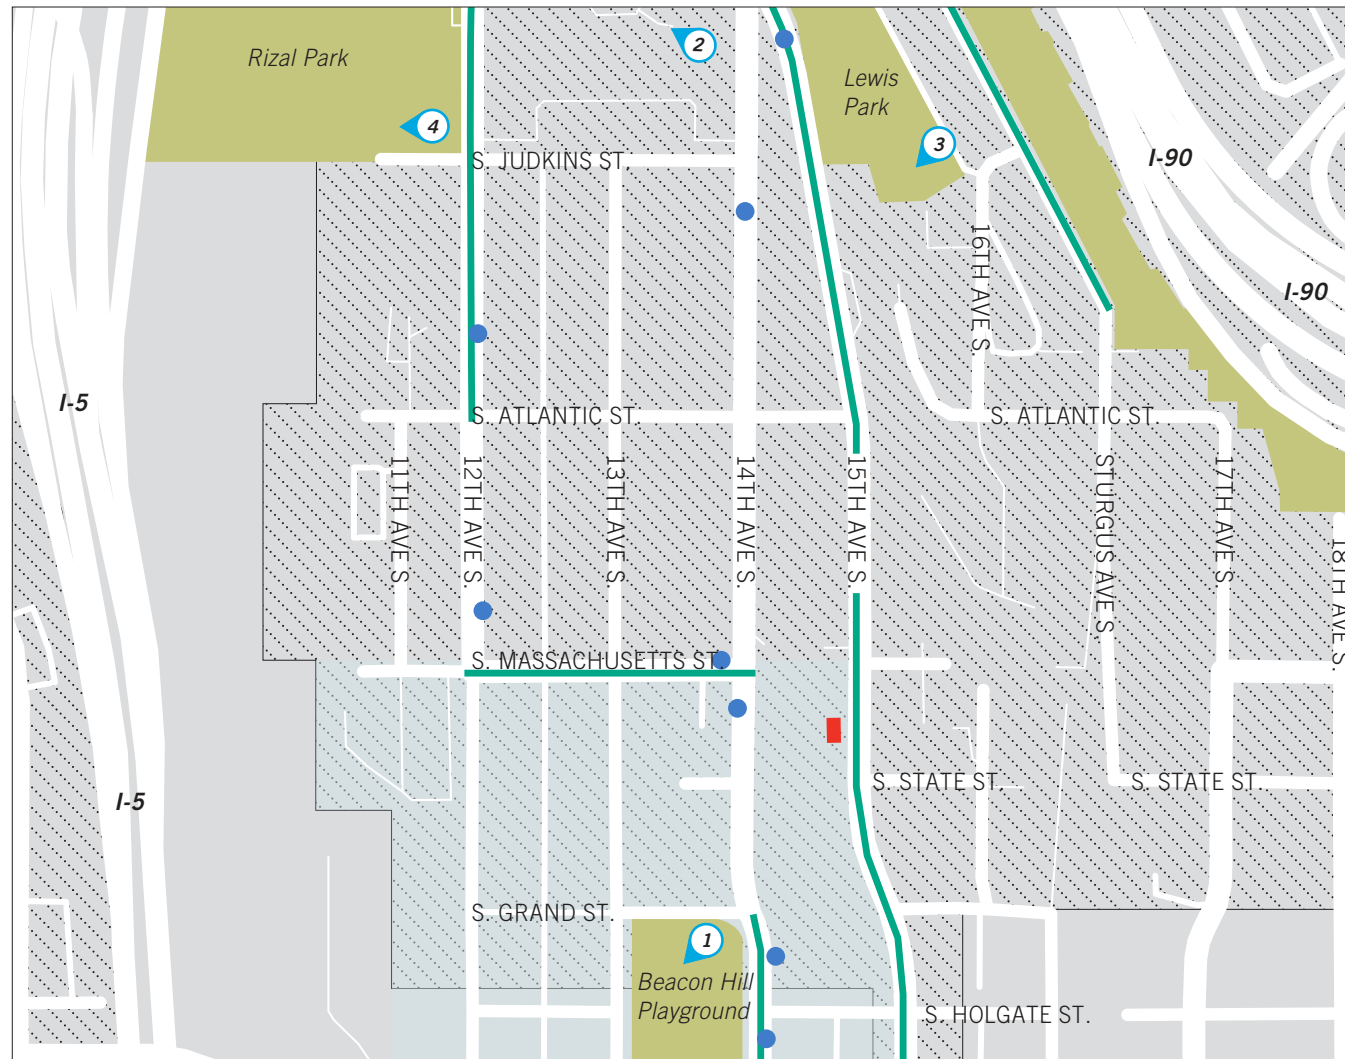 Rizal Park
2
Lewis
Park
4
3
S. JUDKINS ST.
I-90
16TH AVE S.
I-90
I-5
S. ATLANTIC ST.
S. ATLANTIC ST.
11TH AVE S.
12TH AVE S.
13TH AVE S.
14TH AVE S.
15TH AVE S.
STURGUS AVE S.
17TH AVE S.
18TH AVE S.
S. MASSACHUSETTS ST.
I-5
S. STATE ST.
S. STATE ST.
S. GRAND ST.
1
Beacon Hill
Playground
S. HOLGATE ST.